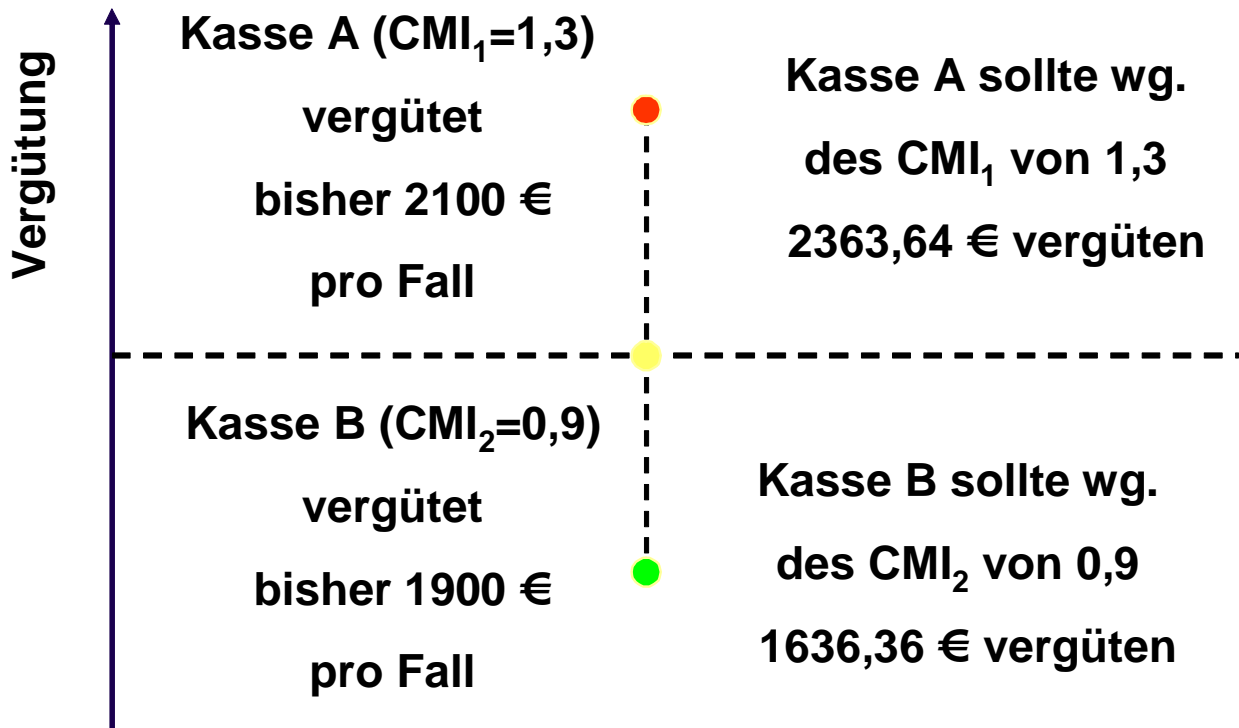 Vergütung
Kasse A (CMI₁=1,3)
vergütet
bisher 2100 €
pro Fall
Kasse A sollte wg.
des CMI₁ von 1,3
2363,64 € vergüten
Kasse B (CMI₂=0,9)
vergütet
bisher 1900 €
pro Fall
Kasse B sollte wg.
des CMI₂ von 0,9
1636,36 € vergüten